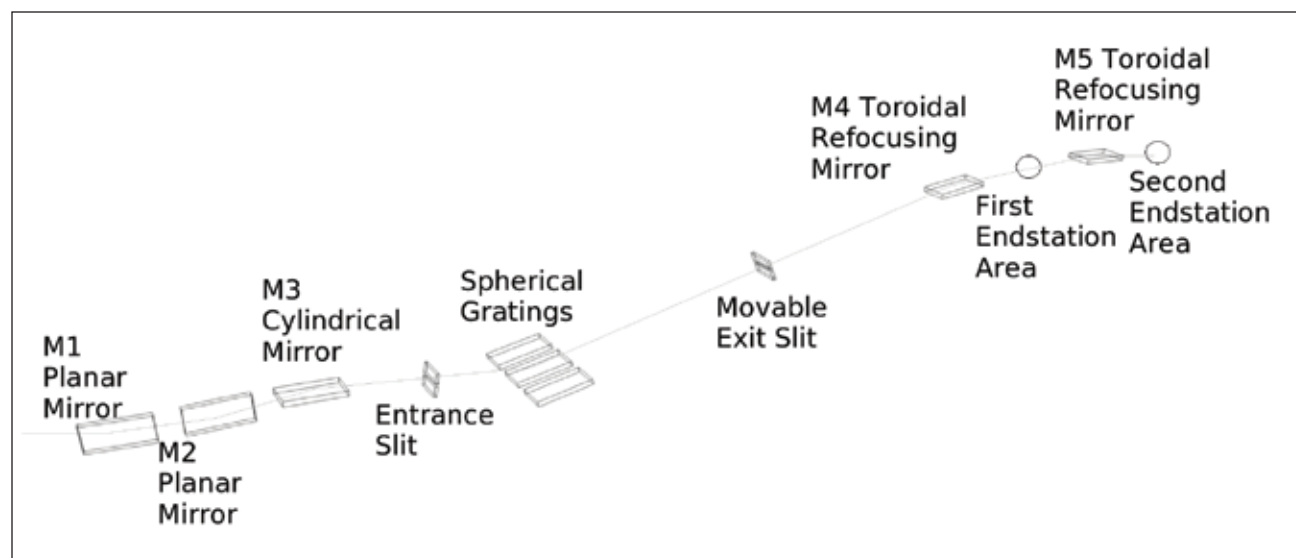 M1
Planar
Mirror
M2
Planar
Mirror
M3
Cylindrical
Mirror
Entrance
Slit
Spherical
Gratings
Movable
Exit Slit
M4 Toroidal
Refocusing
Mirror
First
Endstation
Area
M5 Toroidal
Refocusing
Mirror
Second
Endstation
Area